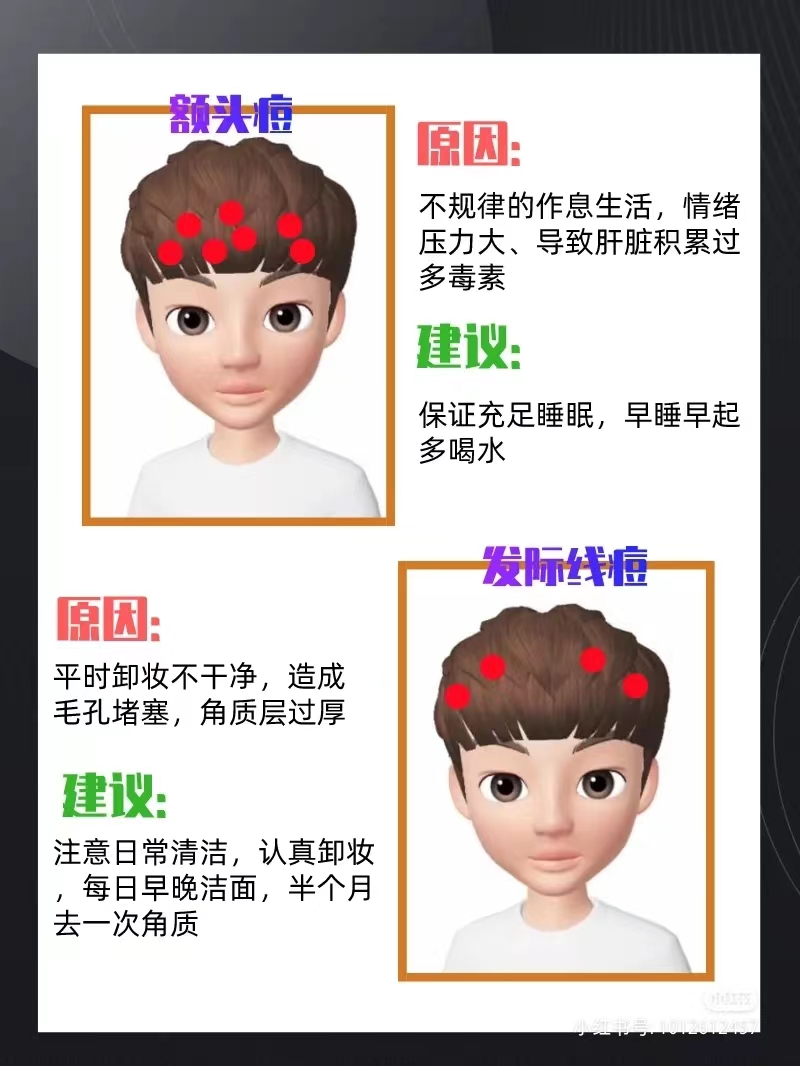 额头痘
原因:
不规律的作息生活，情绪
压力大、导致肝脏积累过
多毒素
建议:
保证充足睡眠，早睡早起
多喝水
发际线痘
原因:
平时卸妆不干净，造成
毛孔堵塞，角质层过厚
建议:
注意日常清洁，认真卸妆
，每日早晚洁面，半个月
去一次角质
小红书
小红书号:1012612457